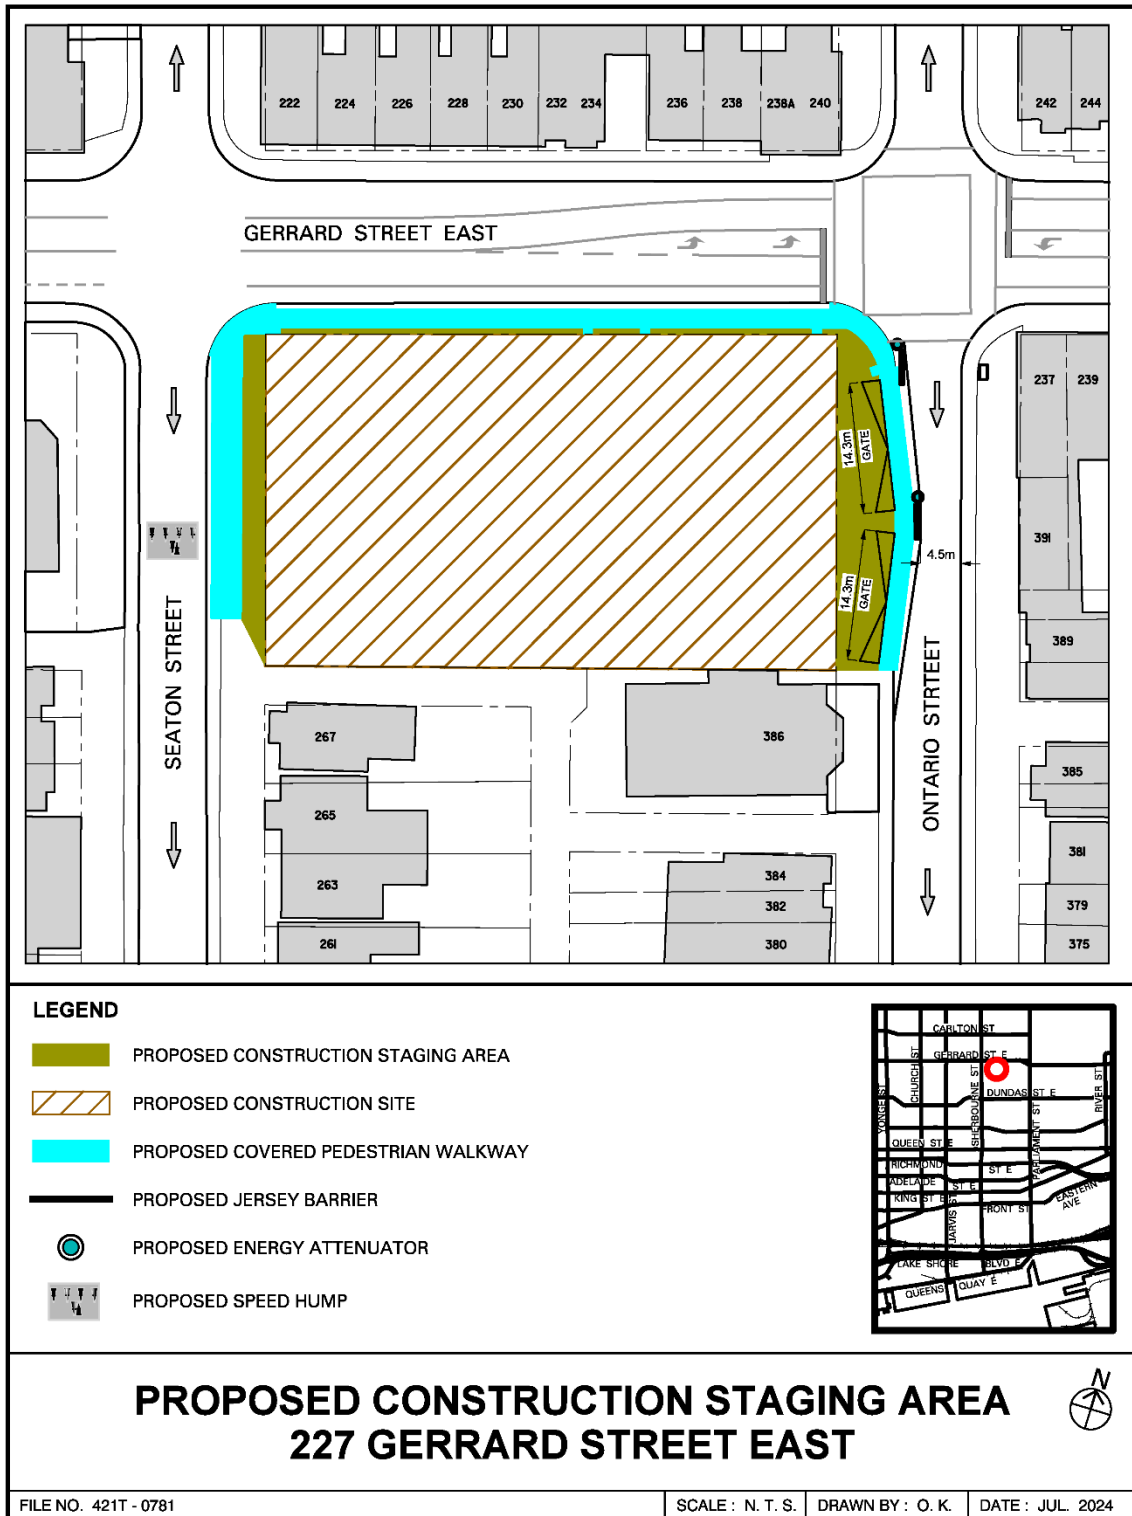 222 224 226 228 230 232 234 236 238 238A 240 242 244
GERRARD STREET EAST
237 239
14.3m
GATE
391
4.5m
14.3m
GATE
389
SEATON STREET
ONTARIO STRTEET
267
386
385
265
381
263
384
382
379
261
380
375
LEGEND
PROPOSED CONSTRUCTION STAGING AREA
PROPOSED CONSTRUCTION SITE
PROPOSED COVERED PEDESTRIAN WALKWAY
PROPOSED JERSEY BARRIER
PROPOSED ENERGY ATTENUATOR
PROPOSED SPEED HUMP
CARLTON ST
GERRARD ST E
CHURCH ST
YONGE ST
SHERBOURNE ST
DUNDAS ST E
PARLIAMENT ST
RIVER ST
QUEEN ST E
RICHMOND ST E
ADELAIDE ST E
KING ST E
JARVIS ST
FRONT ST
EASTERN AVE
LAKE SHORE BLVD E
QUEENS QUAY E
N
PROPOSED CONSTRUCTION STAGING AREA
227 GERRARD STREET EAST
FILE NO. 421T - 0781
SCALE : N. T. S.
DRAWN BY : O. K.
DATE : JUL. 2024